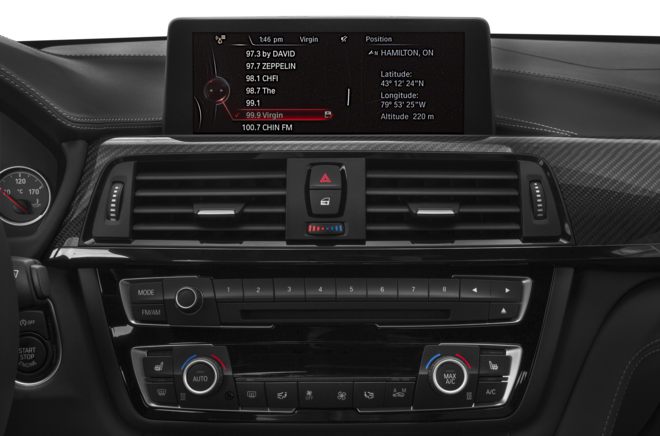 1:46 pm Virgin Position
97.3 by DAVID
97.7 ZEPPELIN
98.1 CHFI
98.7 The
99.1
99.9 Virgin
100.7 CHIN FM
N HAMILTON, ON
Latitude:
43° 12' 24"N
Longitude:
79° 53' 25"W
Altitude 220 m
120
170
°C
MODE
1 2 3 4 5 6 7 8
FM/AM
OFF
START
STOP
AUTO
OFF
A M
MAX
A/C
A/C